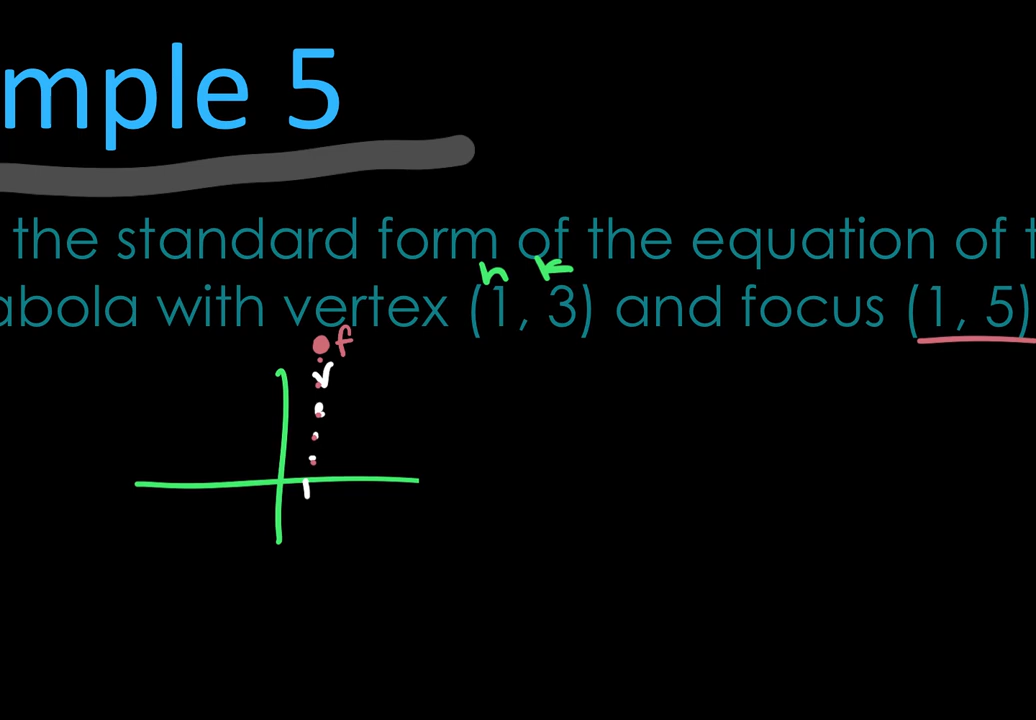 mple 5
the standard form of the equation of t
h k
abola with vertex (1, 3) and focus (1, 5)
f
V